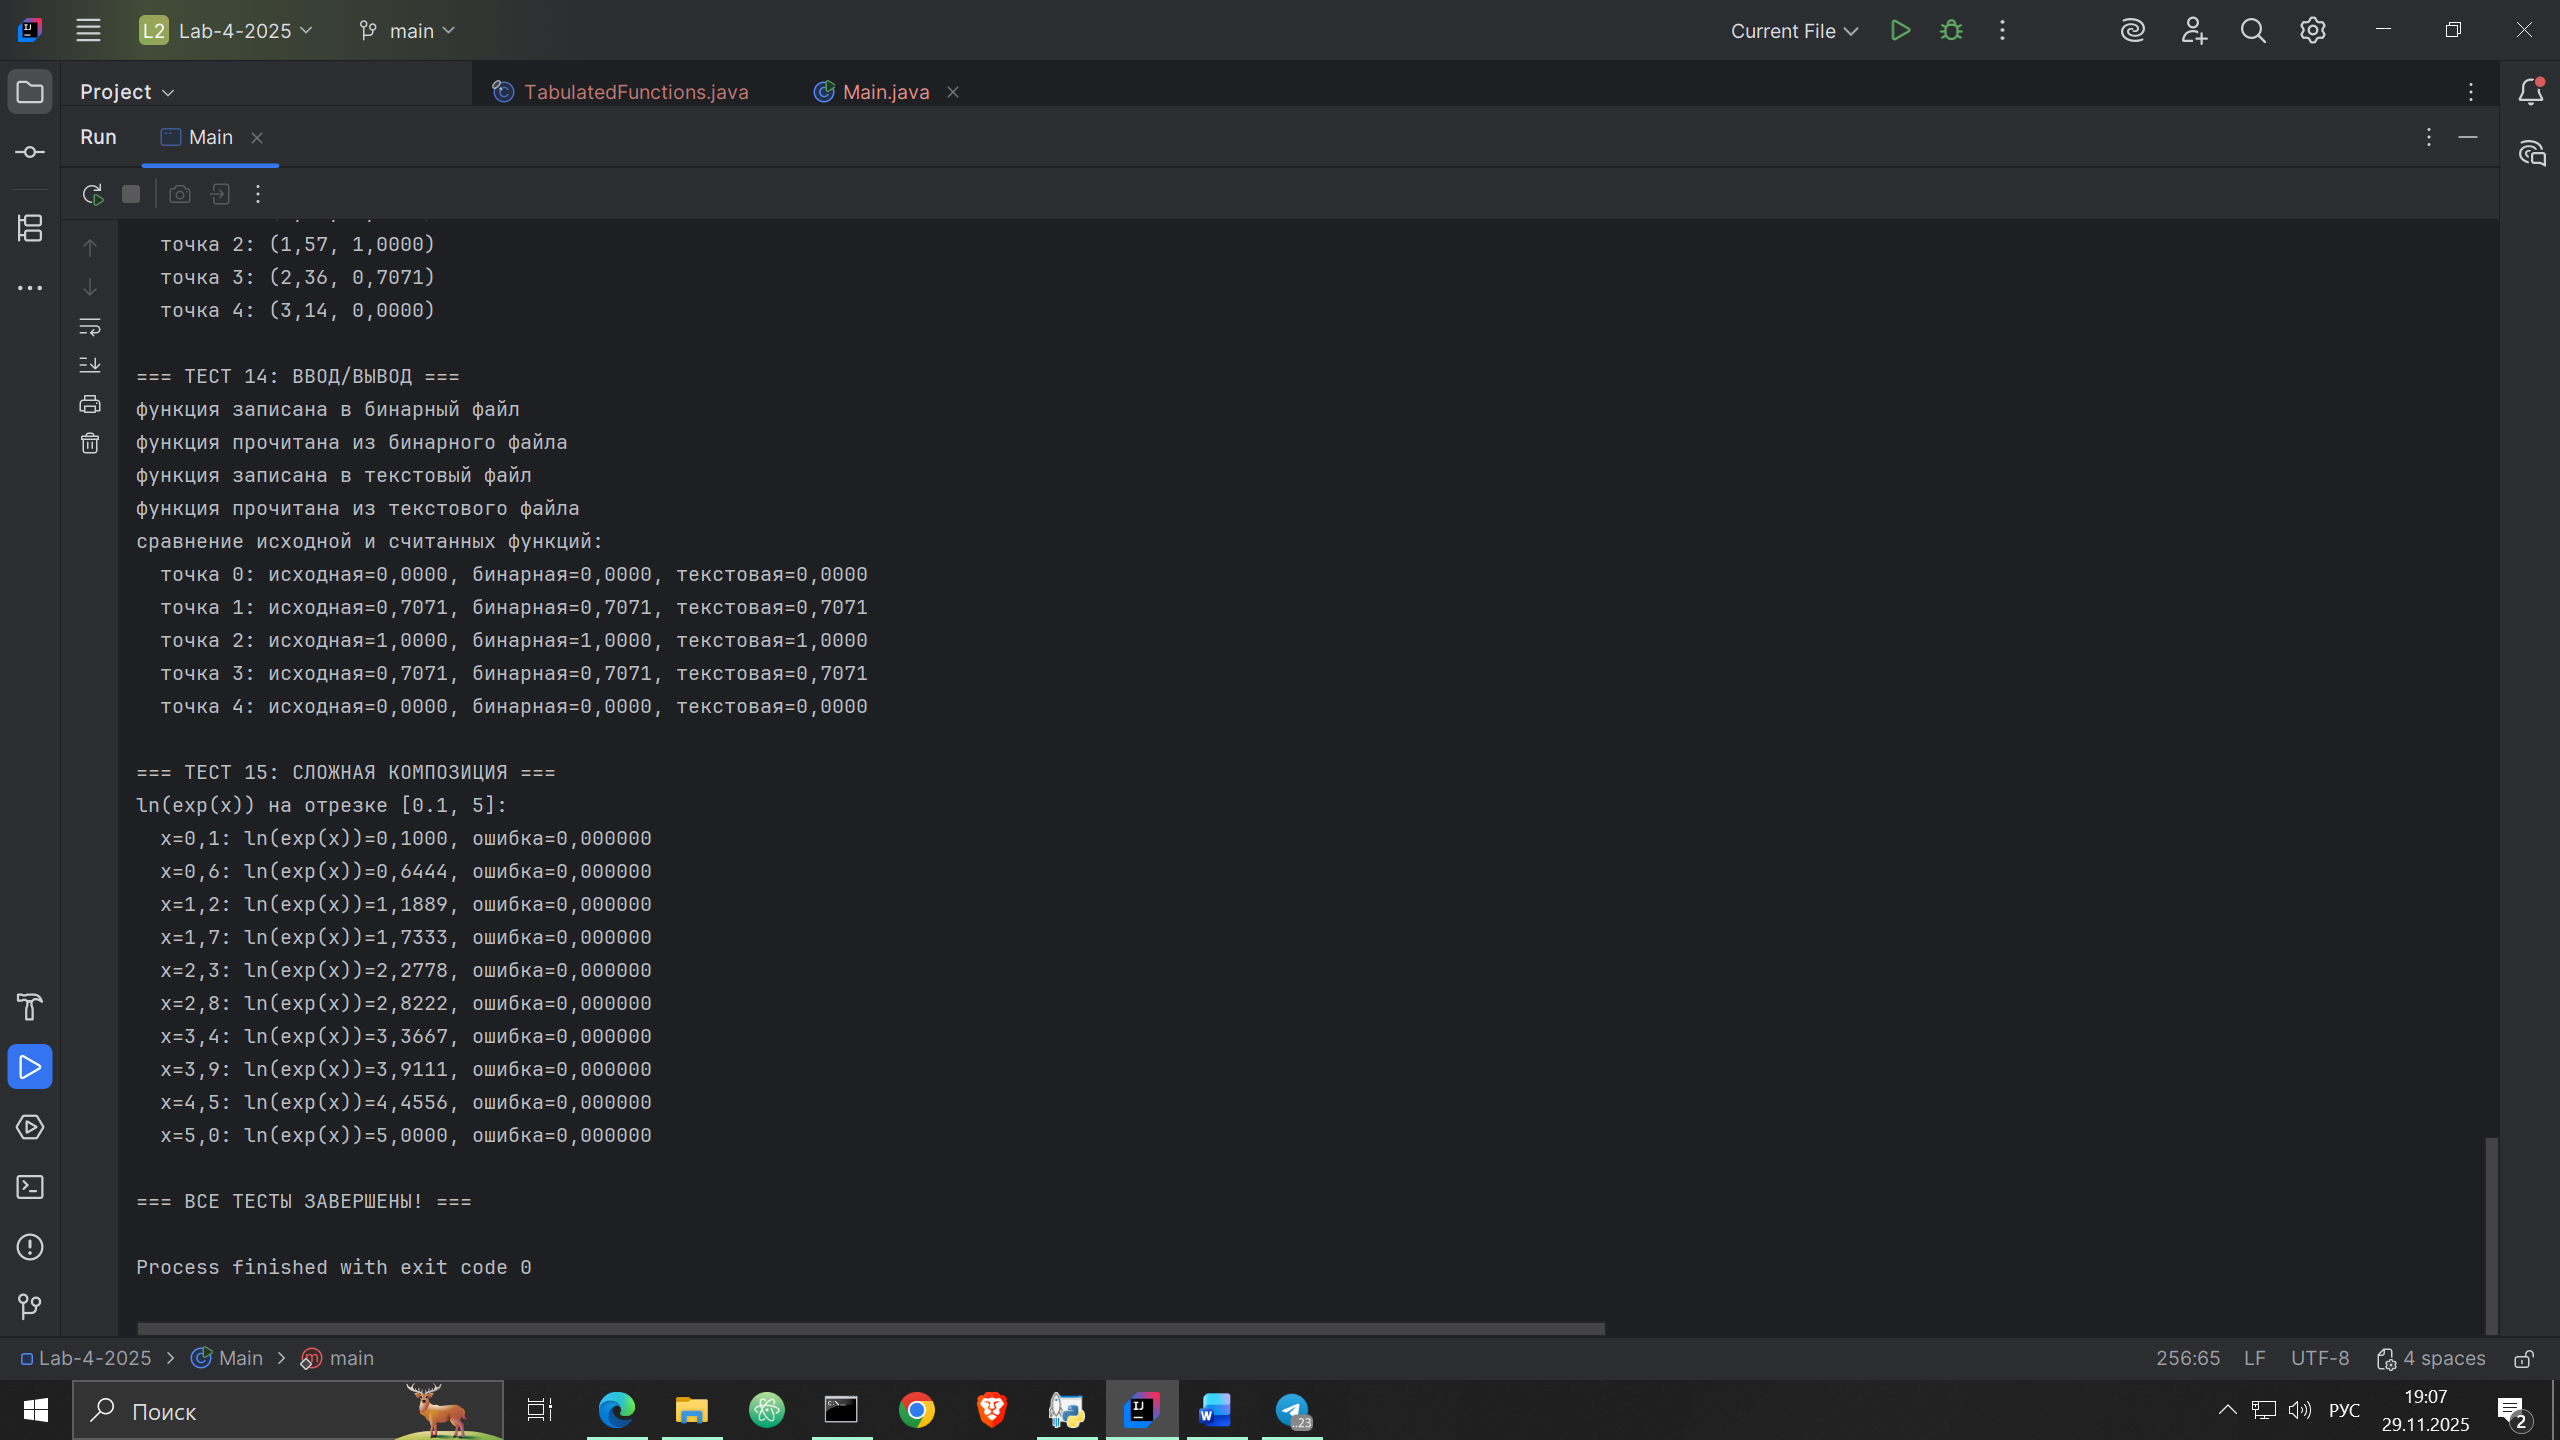 L2 Lab-4-2025 main Current File
Project TabulatedFunctions.java Main.java
Run Main
точка 2: (1,57, 1,0000)
точка 3: (2,36, 0,7071)
точка 4: (3,14, 0,0000)
=== ТЕСТ 14: ВВОД/ВЫВОД ===
функция записана в бинарный файл
функция прочитана из бинарного файла
функция записана в текстовый файл
функция прочитана из текстового файла
сравнение исходной и считанных функций:
точка 0: исходная=0,0000, бинарная=0,0000, текстовая=0,0000
точка 1: исходная=0,7071, бинарная=0,7071, текстовая=0,7071
точка 2: исходная=1,0000, бинарная=1,0000, текстовая=1,0000
точка 3: исходная=0,7071, бинарная=0,7071, текстовая=0,7071
точка 4: исходная=0,0000, бинарная=0,0000, текстовая=0,0000
=== ТЕСТ 15: СЛОЖНАЯ КОМПОЗИЦИЯ ===
ln(exp(x)) на отрезке [0.1, 5]:
x=0,1: ln(exp(x))=0,1000, ошибка=0,000000
x=0,6: ln(exp(x))=0,6444, ошибка=0,000000
x=1,2: ln(exp(x))=1,1889, ошибка=0,000000
x=1,7: ln(exp(x))=1,7333, ошибка=0,000000
x=2,3: ln(exp(x))=2,2778, ошибка=0,000000
x=2,8: ln(exp(x))=2,8222, ошибка=0,000000
x=3,4: ln(exp(x))=3,3667, ошибка=0,000000
x=3,9: ln(exp(x))=3,9111, ошибка=0,000000
x=4,5: ln(exp(x))=4,4556, ошибка=0,000000
x=5,0: ln(exp(x))=5,0000, ошибка=0,000000
=== ВСЕ ТЕСТЫ ЗАВЕРШЕНЫ! ===
Process finished with exit code 0
Lab-4-2025 > Main > main 256:65 LF UTF-8 4 spaces
Поиск ..23 РУС 19:07
29.11.2025 2